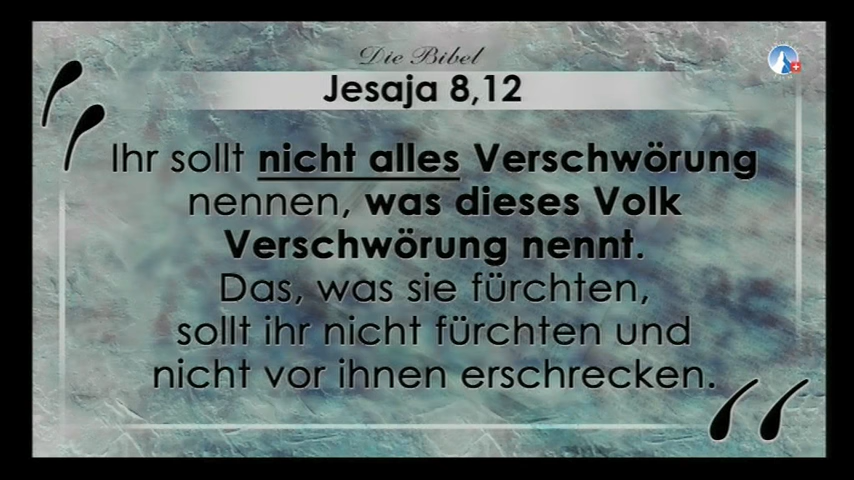 Die Bibel
Jesaja 8,12
Ihr sollt nicht alles Verschwörung
nennen, was dieses Volk
Verschwörung nennt.
Das, was sie fürchten,
sollt ihr nicht fürchten und
nicht vor ihnen erschrecken.